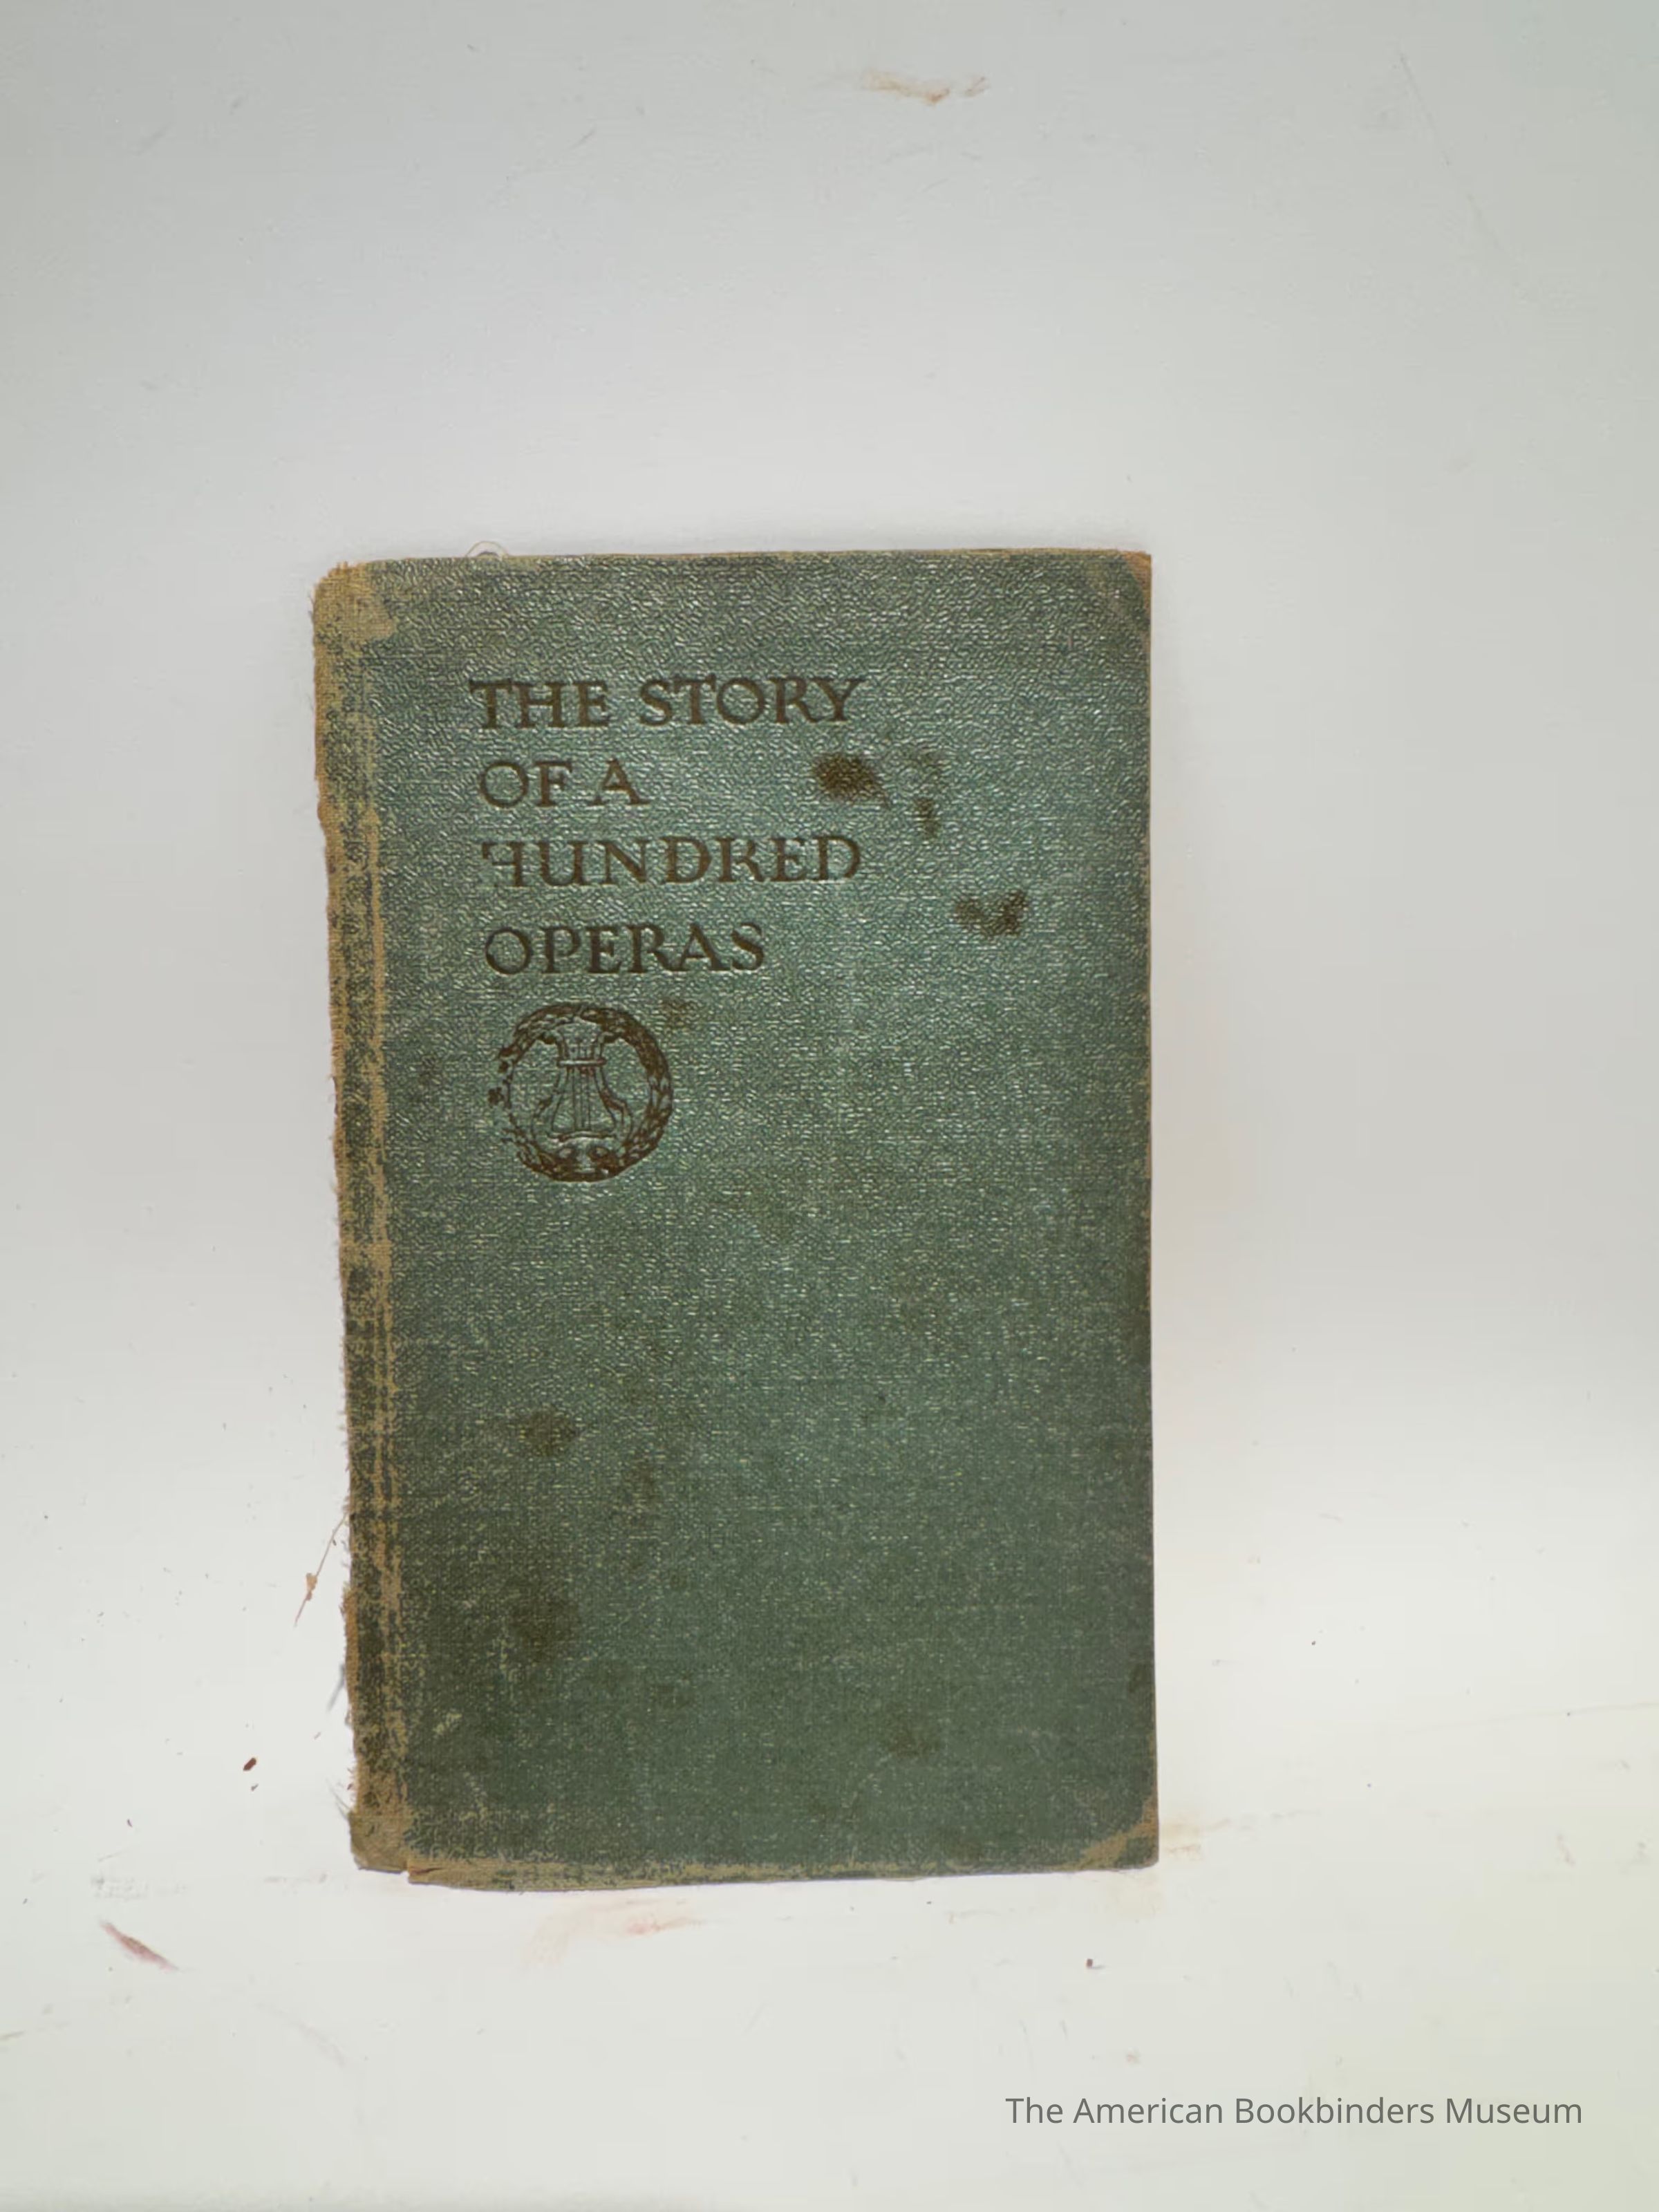 THE STORY
OF A
HUNDRED
OPERAS
The American Bookbinders Museum